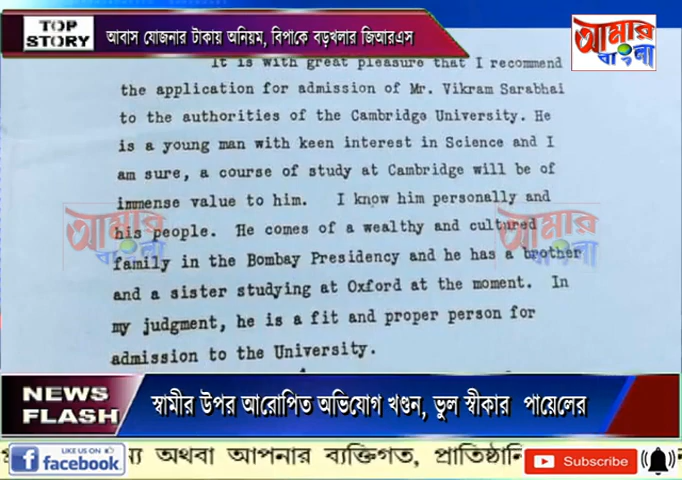 TOP
STORY
আবাস যোজনার টাকায় অনিয়ম, বিপাকে বড়খলার জিআরএস
আমার
বাংলা
It is with great pleasure that I recommend
the application for admission of Mr. Vikram Sarabhai
to the authorities of the Cambridge University. He
is a young man with keen interest in Science and I
am sure, a course of study at Cambridge will be of
immense value to him. I know him personally and
his people. He comes of a wealthy and cultured
family in the Bombay Presidency and he has a brother
and a sister studying at Oxford at the moment. In
my judgment, he is a fit and proper person for
admission to the University.
আমার
বাংলা
আমার
বাংলা
NEWS
FLASH
স্বামীর উপর আরোপিত অভিযোগ খণ্ডন, ভুল স্বীকার পায়েলের
LIKE US ON
facebook
অথবা আপনার ব্যক্তিগত,
Subscribe